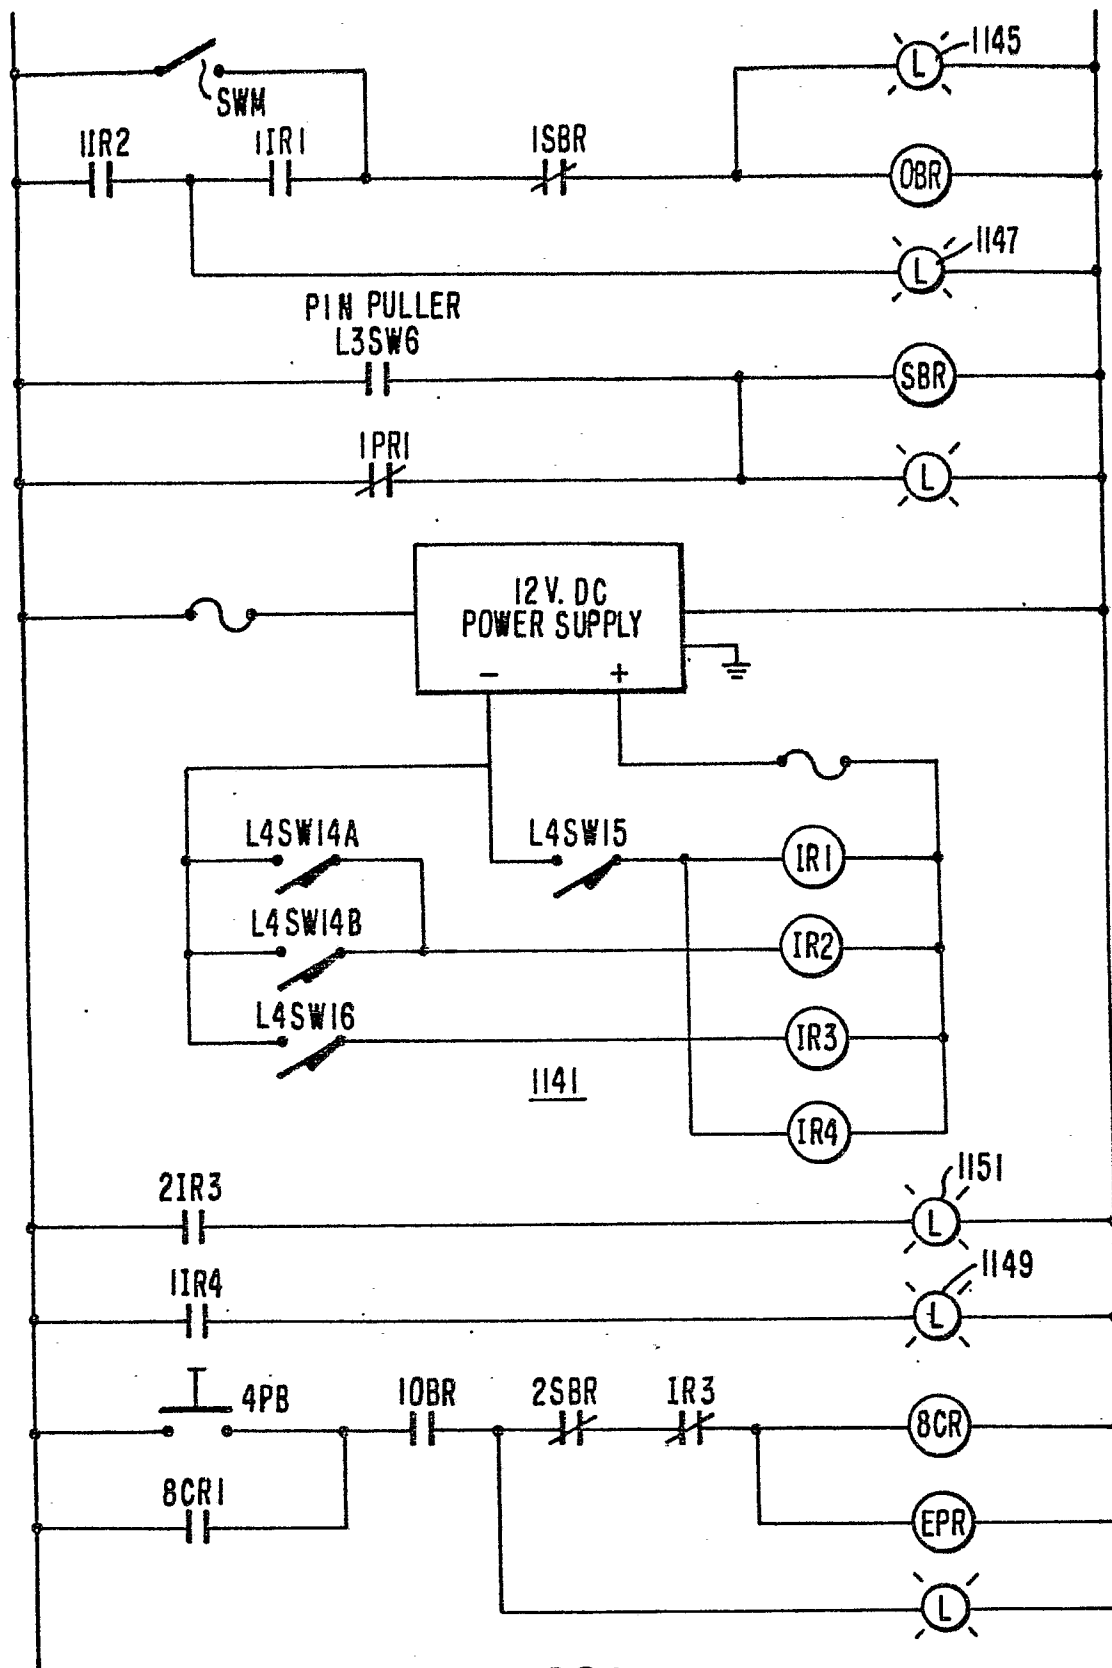 1145
L
SWM
1IR2
1IR1
1SBR
OBR
1147
L
PIN PULLER
L3SW6
SBR
1PR1
L
12V. DC
POWER SUPPLY
- +
L4SW14A
L4SW15
IR1
L4SW14B
IR2
L4SW16
IR3
1141
IR4
1151
2IR3
L
1149
1IR4
L
4PB
1OBR
2SBR
IR3
8CR
8CR1
EPR
L